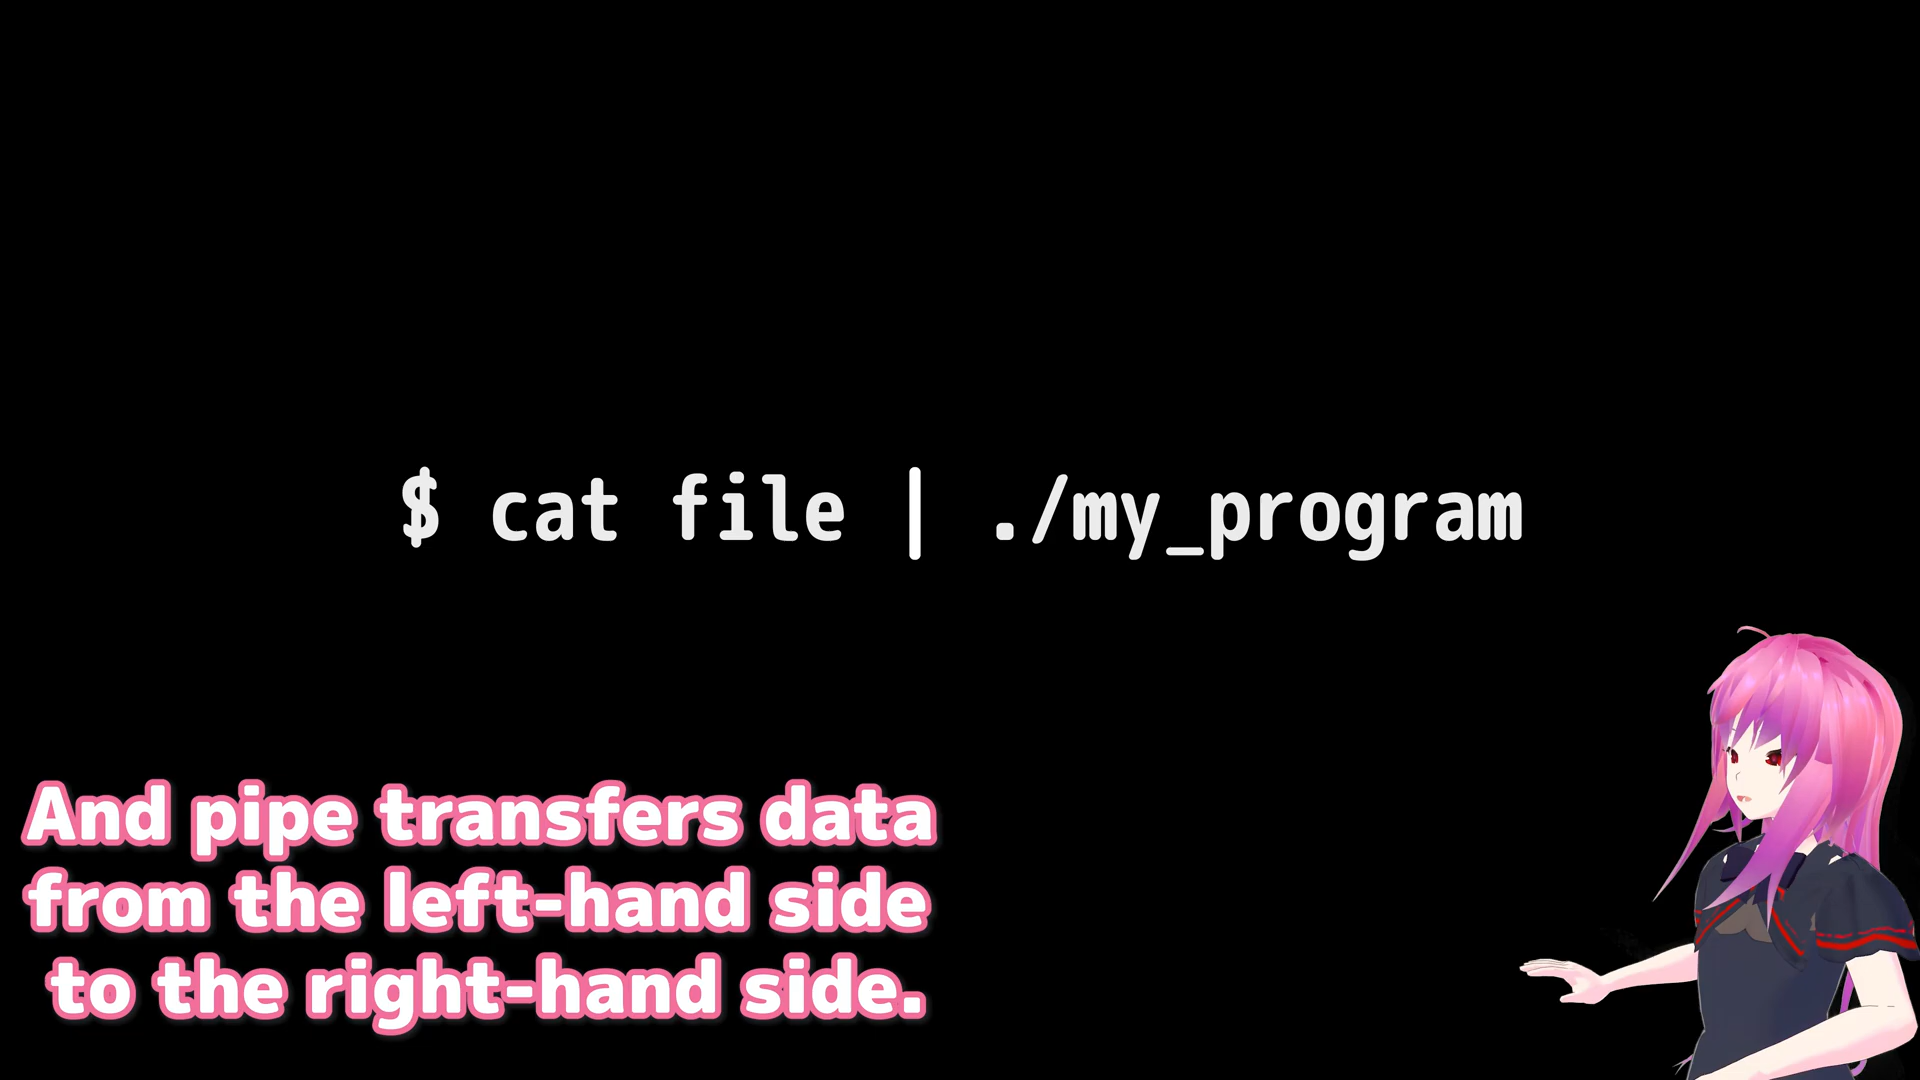 $ cat file | ./my_program
And pipe transfers data
from the left-hand side
to the right-hand side.